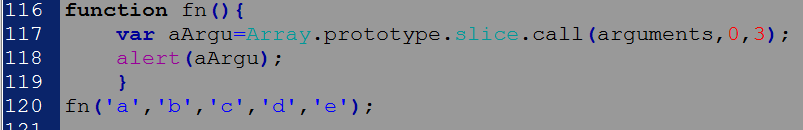 116 function fn(){
117     var aArgu=Array.prototype.slice.call(arguments,0,3);
118     alert(aArgu);
119     }
120 fn('a','b','c','d','e');
121